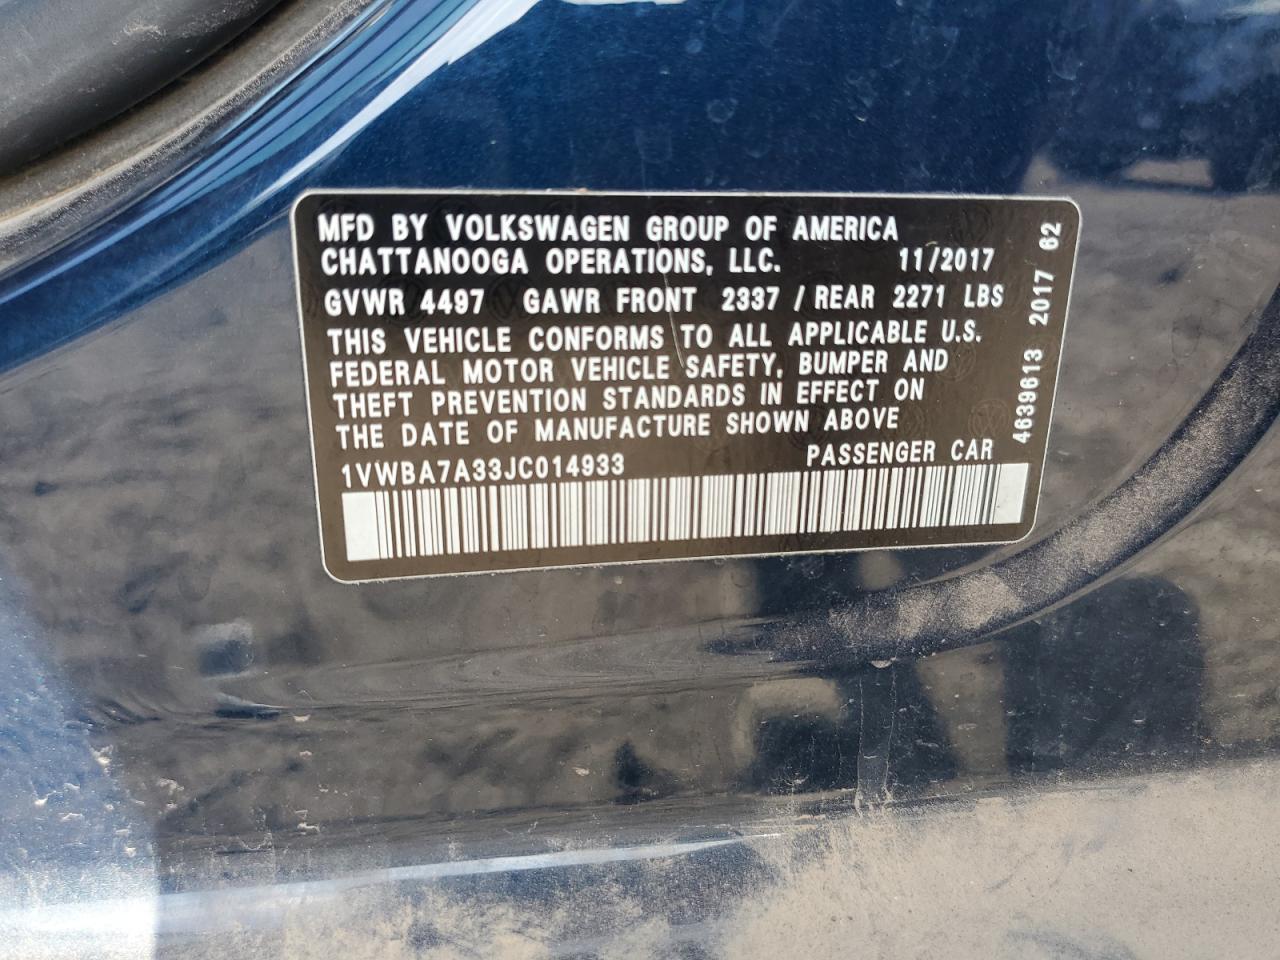 MFD BY VOLKSWAGEN GROUP OF AMERICA
CHATTANOOGA OPERATIONS, LLC. 11/2017
GVWR 4497 GAWR FRONT 2337 / REAR 2271 LBS
THIS VEHICLE CONFORMS TO ALL APPLICABLE U.S.
FEDERAL MOTOR VEHICLE SAFETY, BUMPER AND
THEFT PREVENTION STANDARDS IN EFFECT ON
THE DATE OF MANUFACTURE SHOWN ABOVE
1VWBA7A33JC014933 PASSENGER CAR
4639613 2017 62